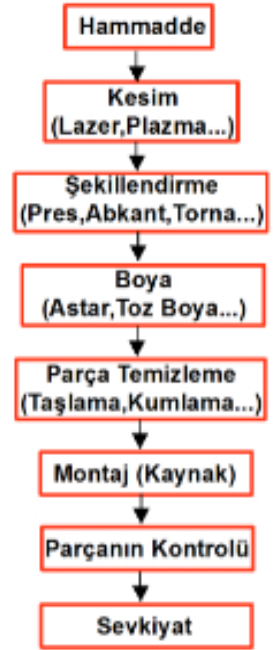 Hammadde
Kesim
(Lazer,Plazma...)
Şekillendirme
(Pres,Abkant,Torna...)
Boya
(Astar,Toz Boya...)
Parça Temizleme
(Taşlama,Kumlama...)
Montaj (Kaynak)
Parçanın Kontrolü
Sevkiyat